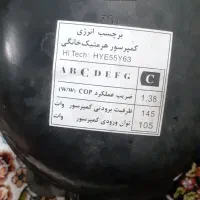 برچسب انرژی
کمپرسور هرمتیک خانگی
Hi Tech: HYE55Y63
A B C D E F G C
ضریب عملکرد COP (W/W) 1.38
ظرفیت برودتی کمپرسور وات 145
توان ورودی کمپرسور وات 105